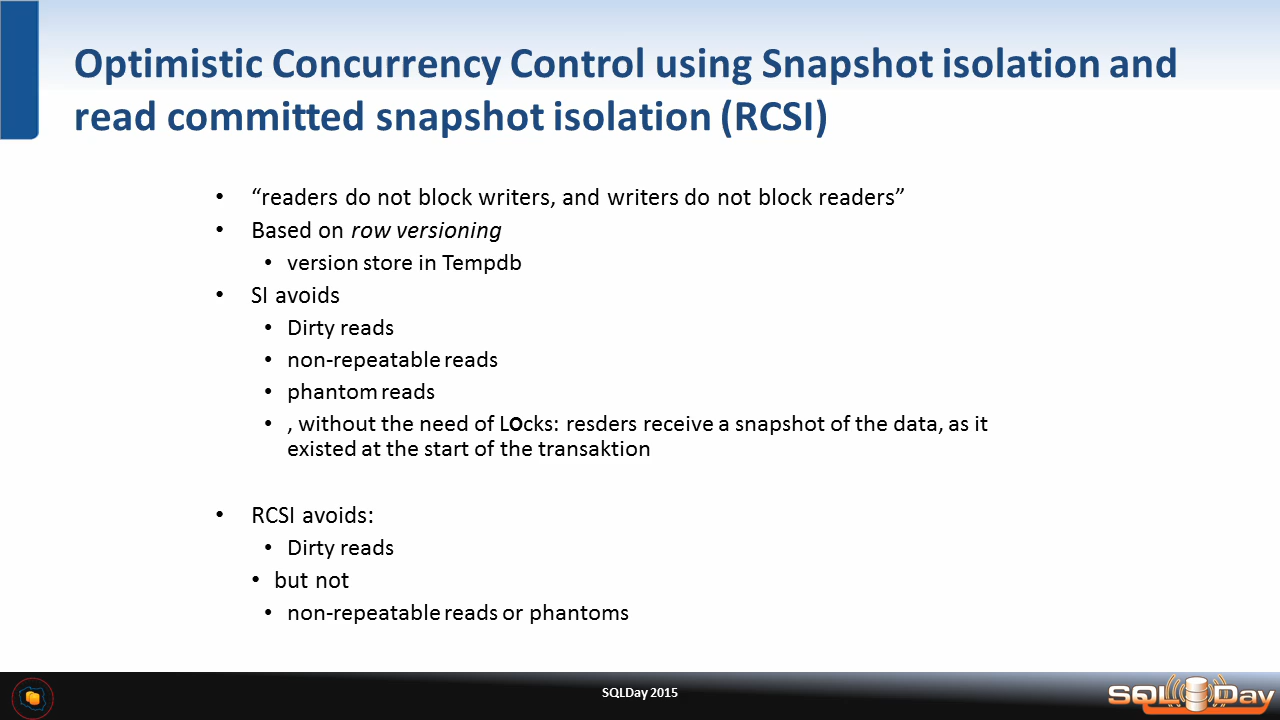 Optimistic Concurrency Control using Snapshot isolation and
read committed snapshot isolation (RCSI)
• “readers do not block writers, and writers do not block readers”
• Based on row versioning
• version store in Tempdb
• SI avoids
• Dirty reads
• non-repeatable reads
• phantom reads
• , without the need of LOcks: resders receive a snapshot of the data, as it
existed at the start of the transaktion
• RCSI avoids:
• Dirty reads
• but not
• non-repeatable reads or phantoms
SQLDay 2015
SQL Day